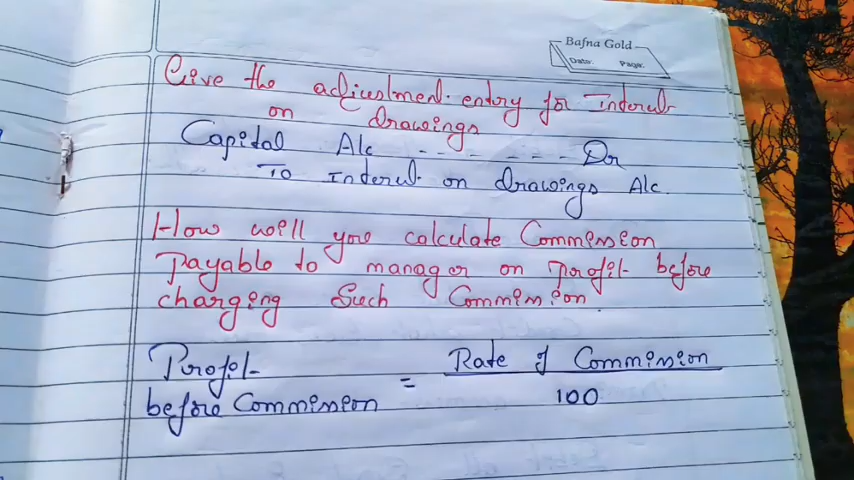 Bafna Gold
Date: Page:
Give the adjustment entry for Interest
on drawings
Capital A/c - - - - - - - Dr
To Interest on drawings A/c
How will you calculate Commission
Payable to manager on Profit before
charging Such Commission.
Profit
before Commission = Rate of Commission
100